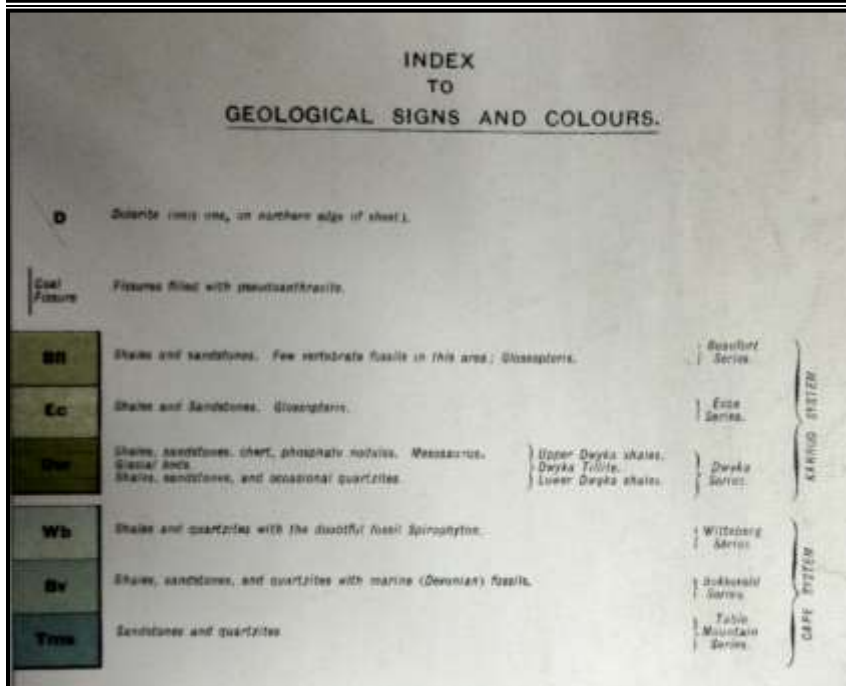 INDEX
TO
GEOLOGICAL SIGNS AND COLOURS.
D Dolerite on northern edge of sheet).
Coal
Fissure
Fissures filled with pseudoanthracite.
Shales and sandstones. Few vertebrate fossils in this area; Glossopteris.
Beaufort
Series.
Ec Shales and Sandstones. Glossopteris.
Ecca
Series.
Shales, sandstones, chert, phosphate nodules. Mesosaurus. Upper Dwyka shales.
Glacial beds. Dwyka Tillite.
Shales, sandstones, and occasional quartzites. Lower Dwyka shales.
Dwyka
Series.
KARROO SYSTEM
Wb Shales and quartzites with the doubtful fossil Spirophyton.
Witteberg
Series.
Bv Shales, sandstones, and quartzites with marine (Devonian) fossils.
Bokkeveld
Series.
Tms Sandstones and quartzites
Table
Mountain
Series.
CAPE SYSTEM